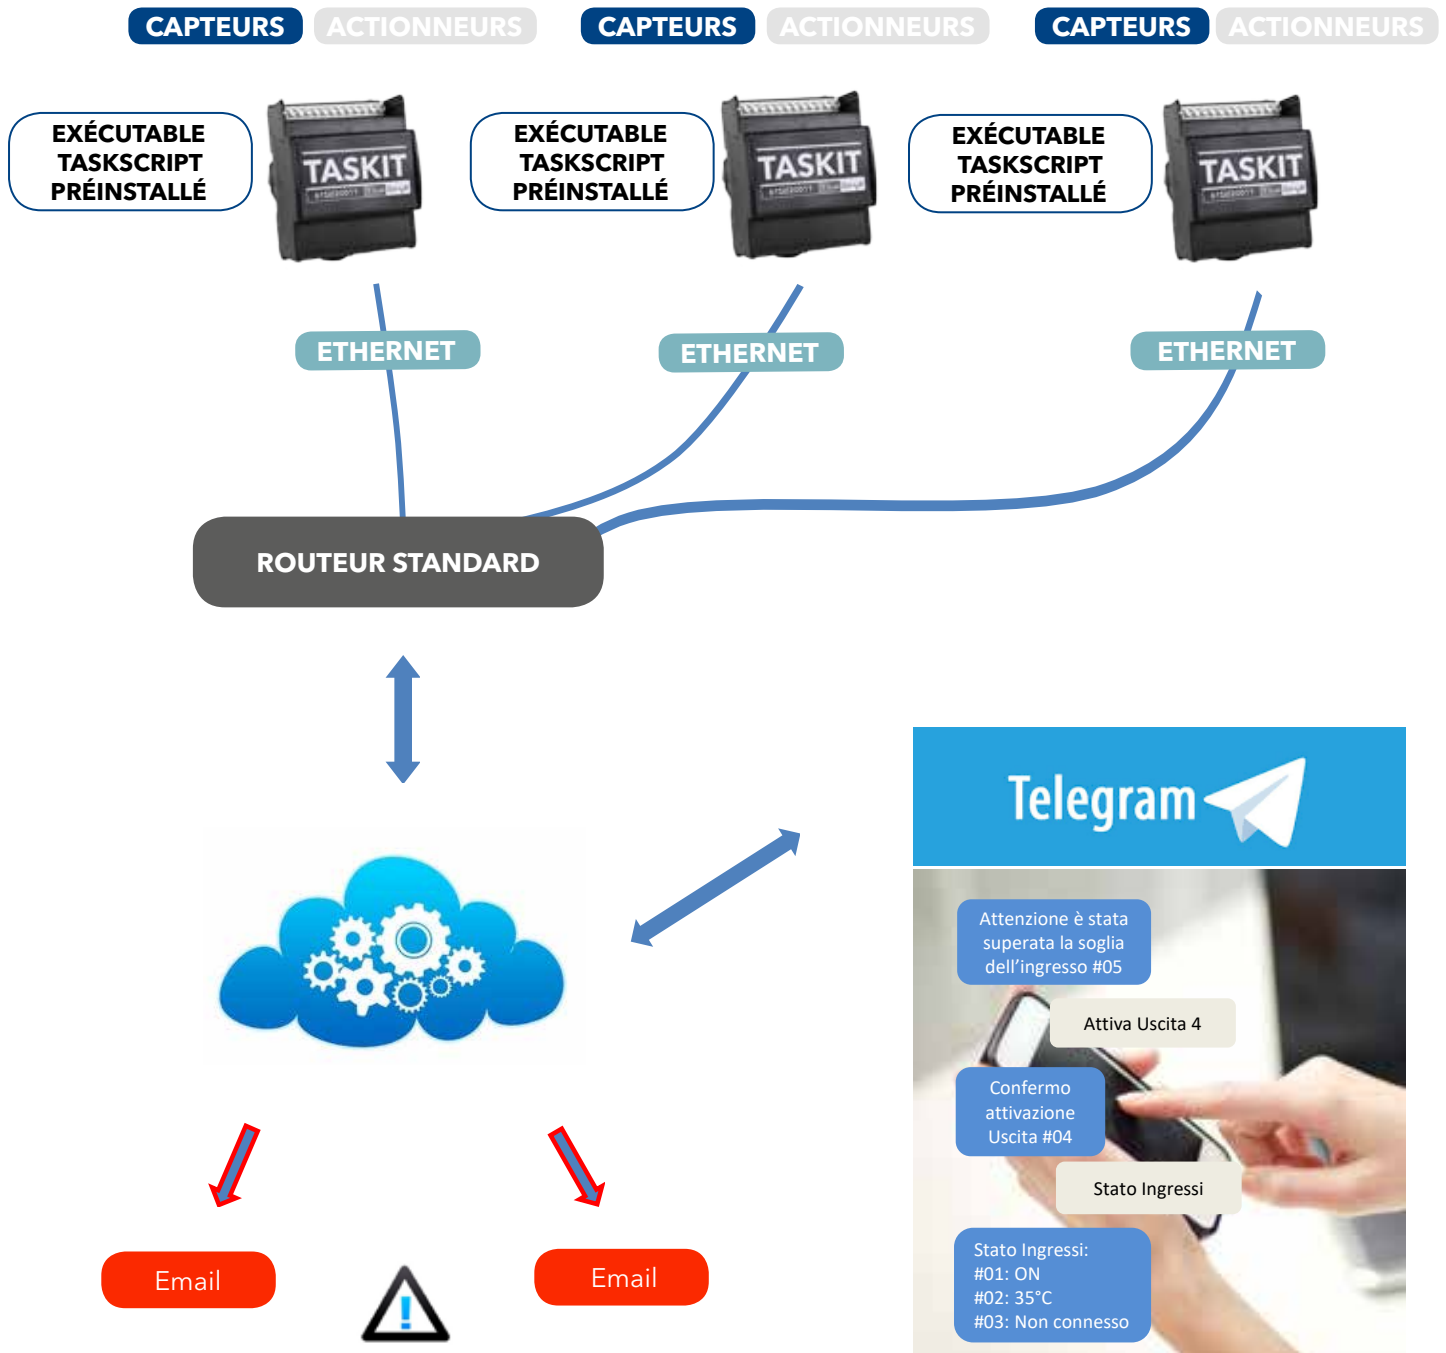 CAPTEURS ACTIONNEURS CAPTEURS ACTIONNEURS CAPTEURS ACTIONNEURS
EXÉCUTABLE
TASKSCRIPT
PRÉINSTALLÉ
TASKIT
EXÉCUTABLE
TASKSCRIPT
PRÉINSTALLÉ
TASKIT
EXÉCUTABLE
TASKSCRIPT
PRÉINSTALLÉ
TASKIT
ETHERNET
ETHERNET
ETHERNET
ROUTEUR STANDARD
Telegram
Attenzione è stata
superata la soglia
dell'ingresso #05
Attiva Uscita 4
Confermo
attivazione
Uscita #04
Stato Ingressi
Stato Ingressi:
#01: ON
#02: 35°C
#03: Non connesso
Email
Email